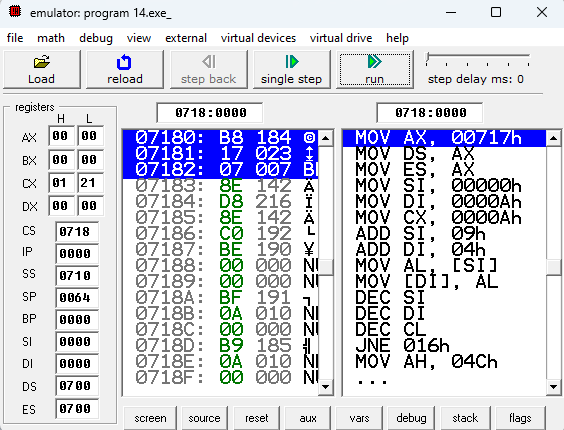 emulator: program 14.exe_
file math debug view external virtual devices virtual drive help
Load reload step back single step run step delay ms: 0
registers
H L
AX 00 00
BX 00 00
CX 01 21
DX 00 00
CS 0718
IP 0000
SS 0710
SP 0064
BP 0000
SI 0000
DI 0000
DS 0700
ES 0700
0718:0000
07180: B8 184
07181: 17 023 ↨
07182: 07 007
07183: 8E 142 Ä
07184: D8 216 Ï
07185: 8E 142 Ä
07186: C0 192 └
07187: BE 190 ¥
07188: 00 000
07189: 00 000
0718A: BF 191 ┐
0718B: 0A 010
0718C: 00 000
0718D: B9 185 ╣
0718E: 0A 010
0718F: 00 000
0718:0000
MOV AX, 00717h
MOV DS, AX
MOV ES, AX
MOV SI, 00000h
MOV DI, 0000Ah
MOV CX, 0000Ah
ADD SI, 09h
ADD DI, 04h
MOV AL, [SI]
MOV [DI], AL
DEC SI
DEC DI
DEC CL
JNE 016h
MOV AH, 04Ch
...
screen source reset aux vars debug stack flags